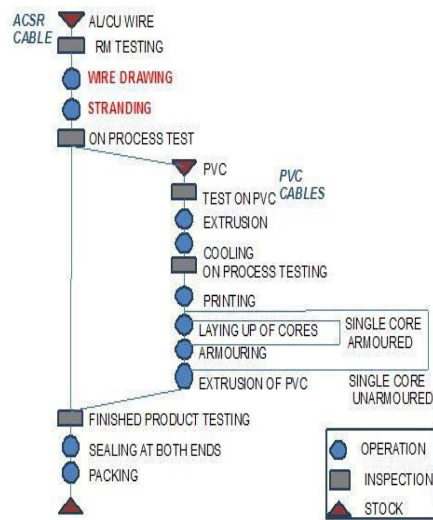 ACSR
CABLE
AL/CU WIRE
RM TESTING
WIRE DRAWING
STRANDING
ON PROCESS TEST
PVC
PVC
CABLES
TEST ON PVC
EXTRUSION
COOLING
ON PROCESS TESTING
PRINTING
LAYING UP OF CORES
SINGLE CORE
ARMOURED
ARMOURING
EXTRUSION OF PVC
SINGLE CORE
UNARMOURED
FINISHED PRODUCT TESTING
SEALING AT BOTH ENDS
PACKING
OPERATION
INSPECTION
STOCK